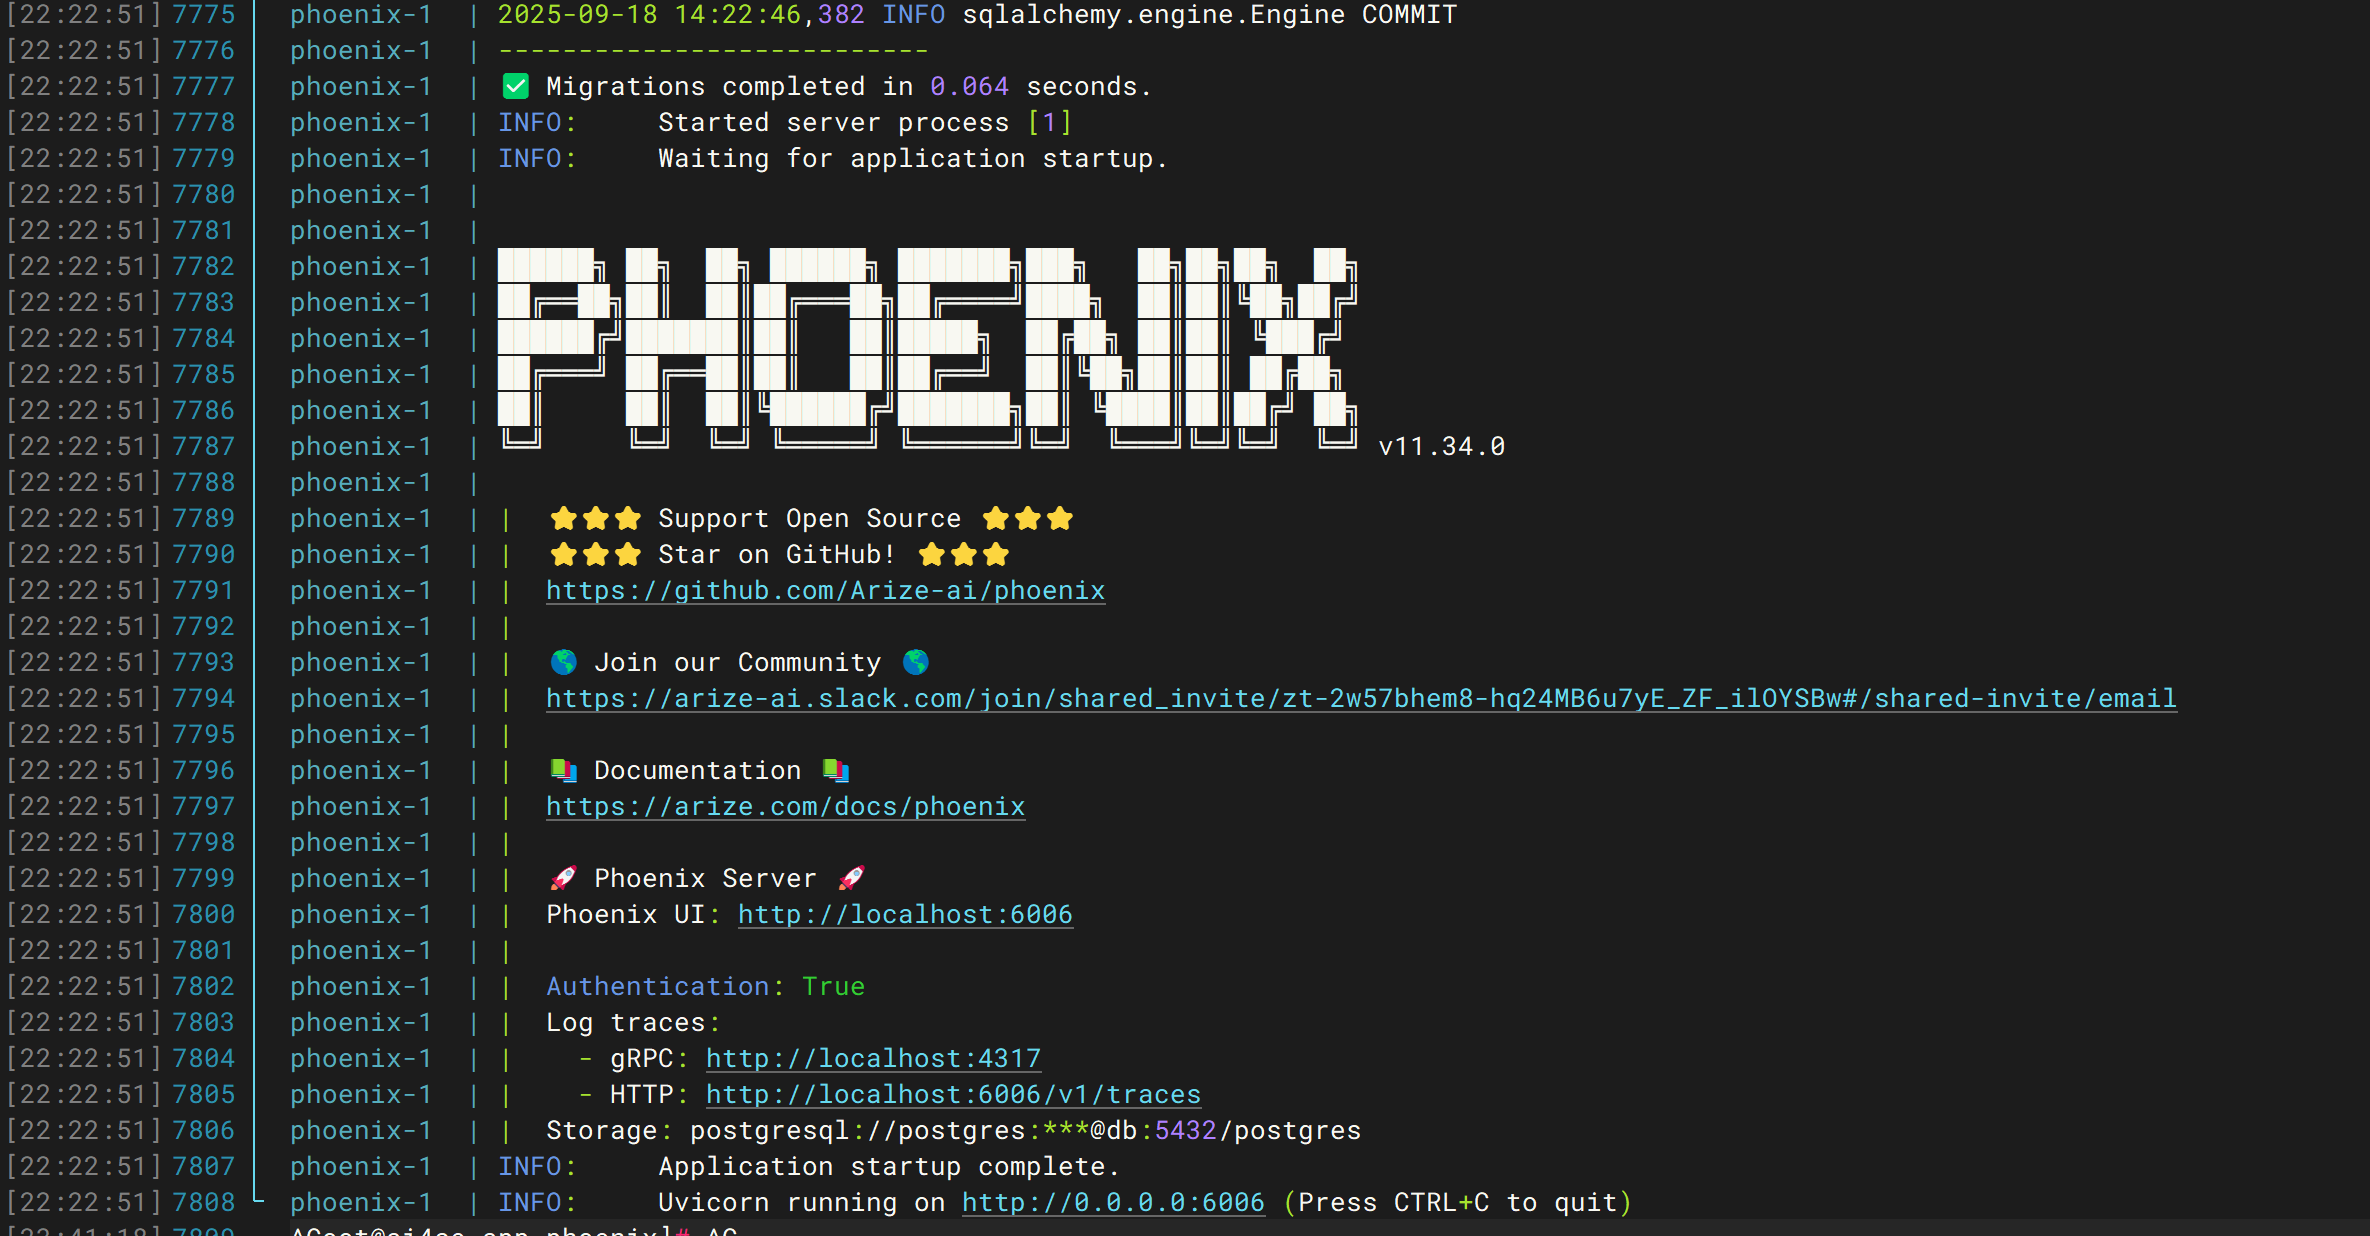 [22:22:51] 7775 phoenix-1 | 2025-09-18 14:22:46,382 INFO sqlalchemy.engine.Engine COMMIT
[22:22:51] 7776 phoenix-1 | ---------------------------
[22:22:51] 7777 phoenix-1 | ✅ Migrations completed in 0.064 seconds.
[22:22:51] 7778 phoenix-1 | INFO: Started server process [1]
[22:22:51] 7779 phoenix-1 | INFO: Waiting for application startup.
[22:22:51] 7780 phoenix-1 |
[22:22:51] 7781 phoenix-1 |
[22:22:51] 7782 phoenix-1 |
[22:22:51] 7783 phoenix-1 |
[22:22:51] 7784 phoenix-1 | PHOENIX
[22:22:51] 7785 phoenix-1 |
[22:22:51] 7786 phoenix-1 |
[22:22:51] 7787 phoenix-1 | v11.34.0
[22:22:51] 7788 phoenix-1 |
[22:22:51] 7789 phoenix-1 | | ⭐⭐⭐ Support Open Source ⭐⭐⭐
[22:22:51] 7790 phoenix-1 | | ⭐⭐⭐ Star on GitHub! ⭐⭐⭐
[22:22:51] 7791 phoenix-1 | | https://github.com/Arize-ai/phoenix
[22:22:51] 7792 phoenix-1 | |
[22:22:51] 7793 phoenix-1 | | 🌎 Join our Community 🌎
[22:22:51] 7794 phoenix-1 | | https://arize-ai.slack.com/join/shared_invite/zt-2w57bhem8-hq24MB6u7yE_ZF_ilOYSBw#/shared-invite/email
[22:22:51] 7795 phoenix-1 | |
[22:22:51] 7796 phoenix-1 | | 📚 Documentation 📚
[22:22:51] 7797 phoenix-1 | | https://arize.com/docs/phoenix
[22:22:51] 7798 phoenix-1 | |
[22:22:51] 7799 phoenix-1 | | 🚀 Phoenix Server 🚀
[22:22:51] 7800 phoenix-1 | | Phoenix UI: http://localhost:6006
[22:22:51] 7801 phoenix-1 | |
[22:22:51] 7802 phoenix-1 | | Authentication: True
[22:22:51] 7803 phoenix-1 | | Log traces:
[22:22:51] 7804 phoenix-1 | | - gRPC: http://localhost:4317
[22:22:51] 7805 phoenix-1 | | - HTTP: http://localhost:6006/v1/traces
[22:22:51] 7806 phoenix-1 | | Storage: postgresql://postgres:***@db:5432/postgres
[22:22:51] 7807 phoenix-1 | INFO: Application startup complete.
[22:22:51] 7808 phoenix-1 | INFO: Uvicorn running on http://0.0.0.0:6006 (Press CTRL+C to quit)